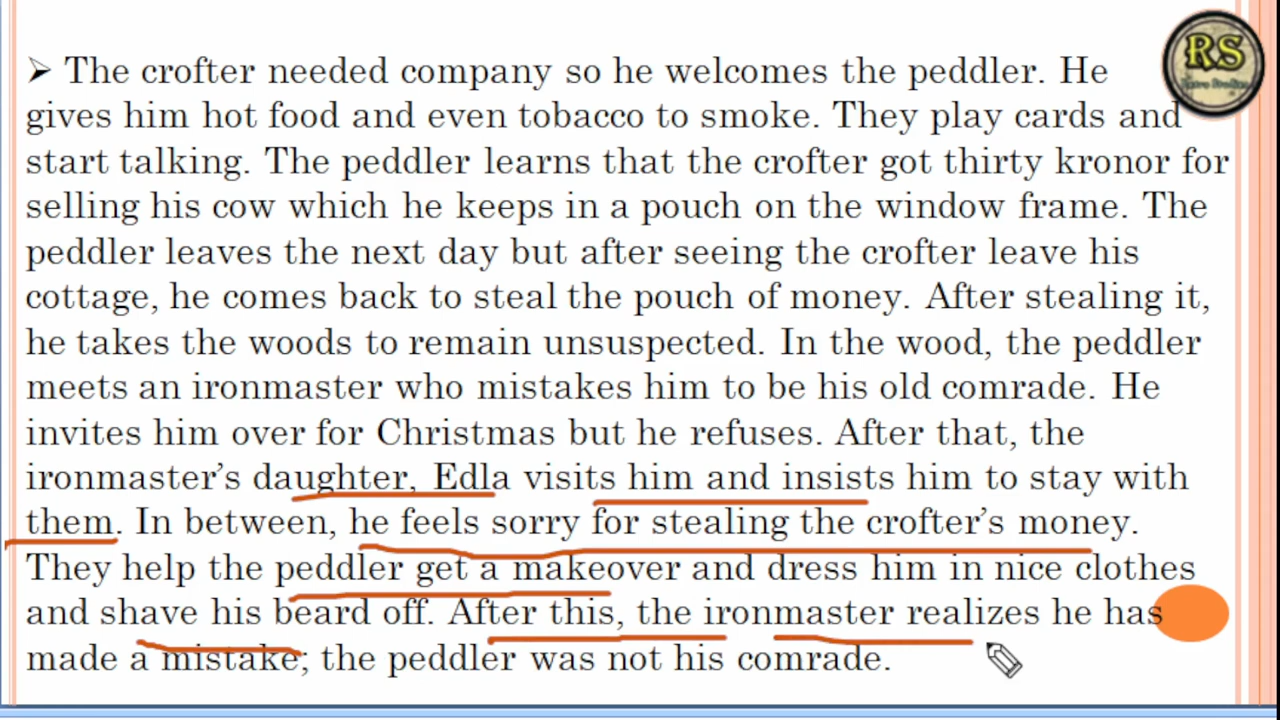 ➤ The crofter needed company so he welcomes the peddler. He
gives him hot food and even tobacco to smoke. They play cards and
start talking. The peddler learns that the crofter got thirty kronor for
selling his cow which he keeps in a pouch on the window frame. The
peddler leaves the next day but after seeing the crofter leave his
cottage, he comes back to steal the pouch of money. After stealing it,
he takes the woods to remain unsuspected. In the wood, the peddler
meets an ironmaster who mistakes him to be his old comrade. He
invites him over for Christmas but he refuses. After that, the
ironmaster's daughter, Edla visits him and insists him to stay with
them. In between, he feels sorry for stealing the crofter's money.
They help the peddler get a makeover and dress him in nice clothes
and shave his beard off. After this, the ironmaster realizes he has
made a mistake; the peddler was not his comrade.
RS